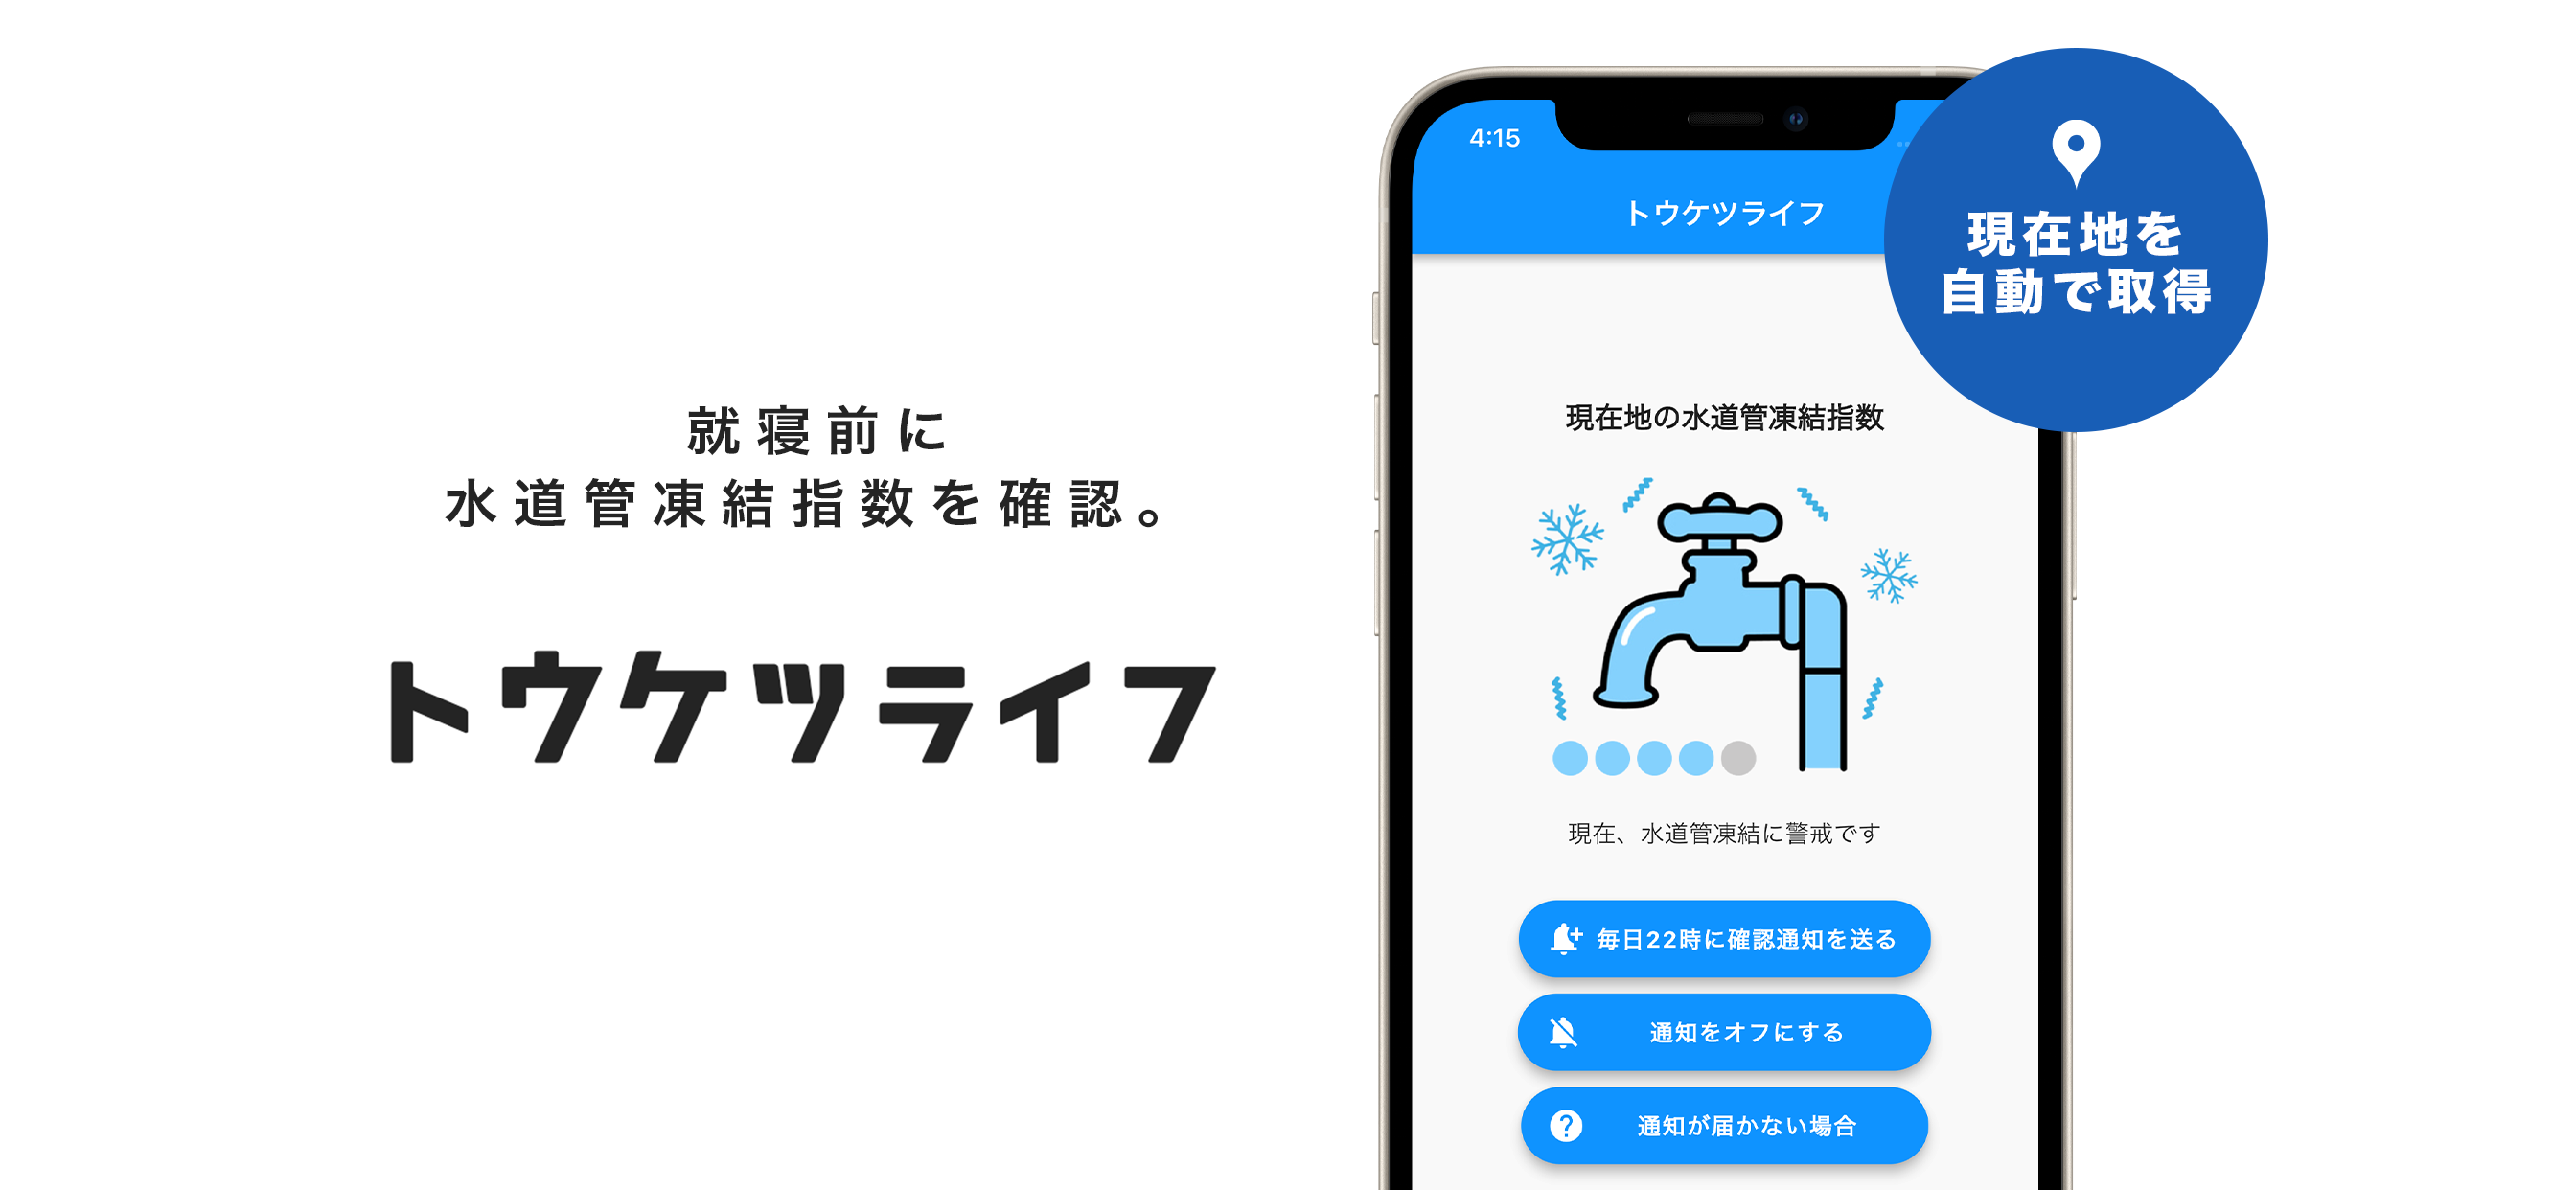 就寝前に
水道管凍結指数を確認。
トウケツライフ
4:15
トウケツライフ
現在地を
自動で取得
現在地の水道管凍結指数
現在、水道管凍結に警戒です
毎日22時に確認通知を送る
通知をオフにする
通知が届かない場合